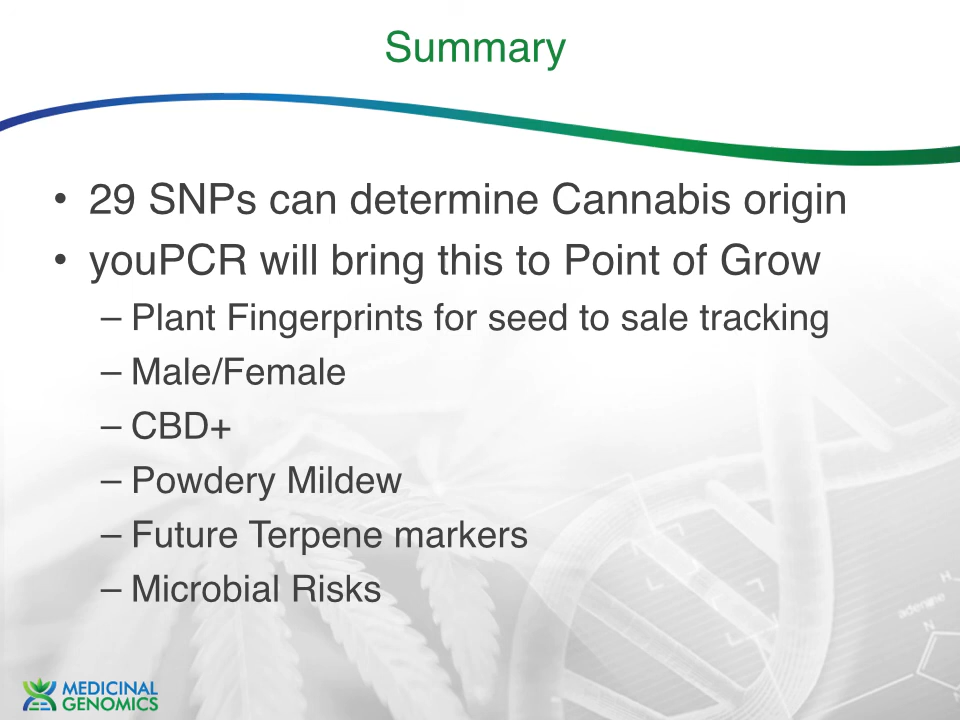 Summary
• 29 SNPs can determine Cannabis origin
• youPCR will bring this to Point of Grow
– Plant Fingerprints for seed to sale tracking
– Male/Female
– CBD+
– Powdery Mildew
– Future Terpene markers
– Microbial Risks
adenine
MEDICINAL
GENOMICS